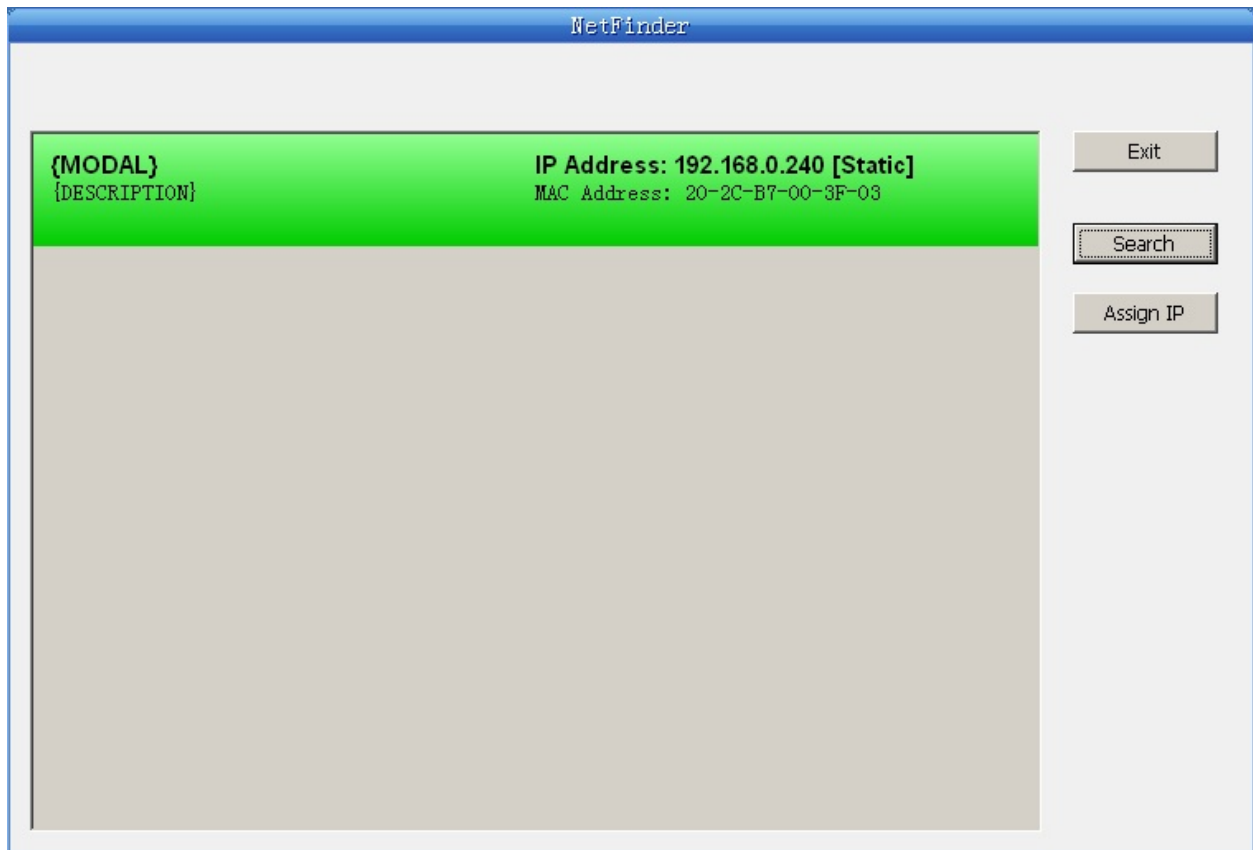 NetFinder
{MODAL}
IP Address: 192.168.0.240 [Static]
{DESCRIPTION}
MAC Address: 20-2C-B7-00-3F-03
Exit
Search
Assign IP